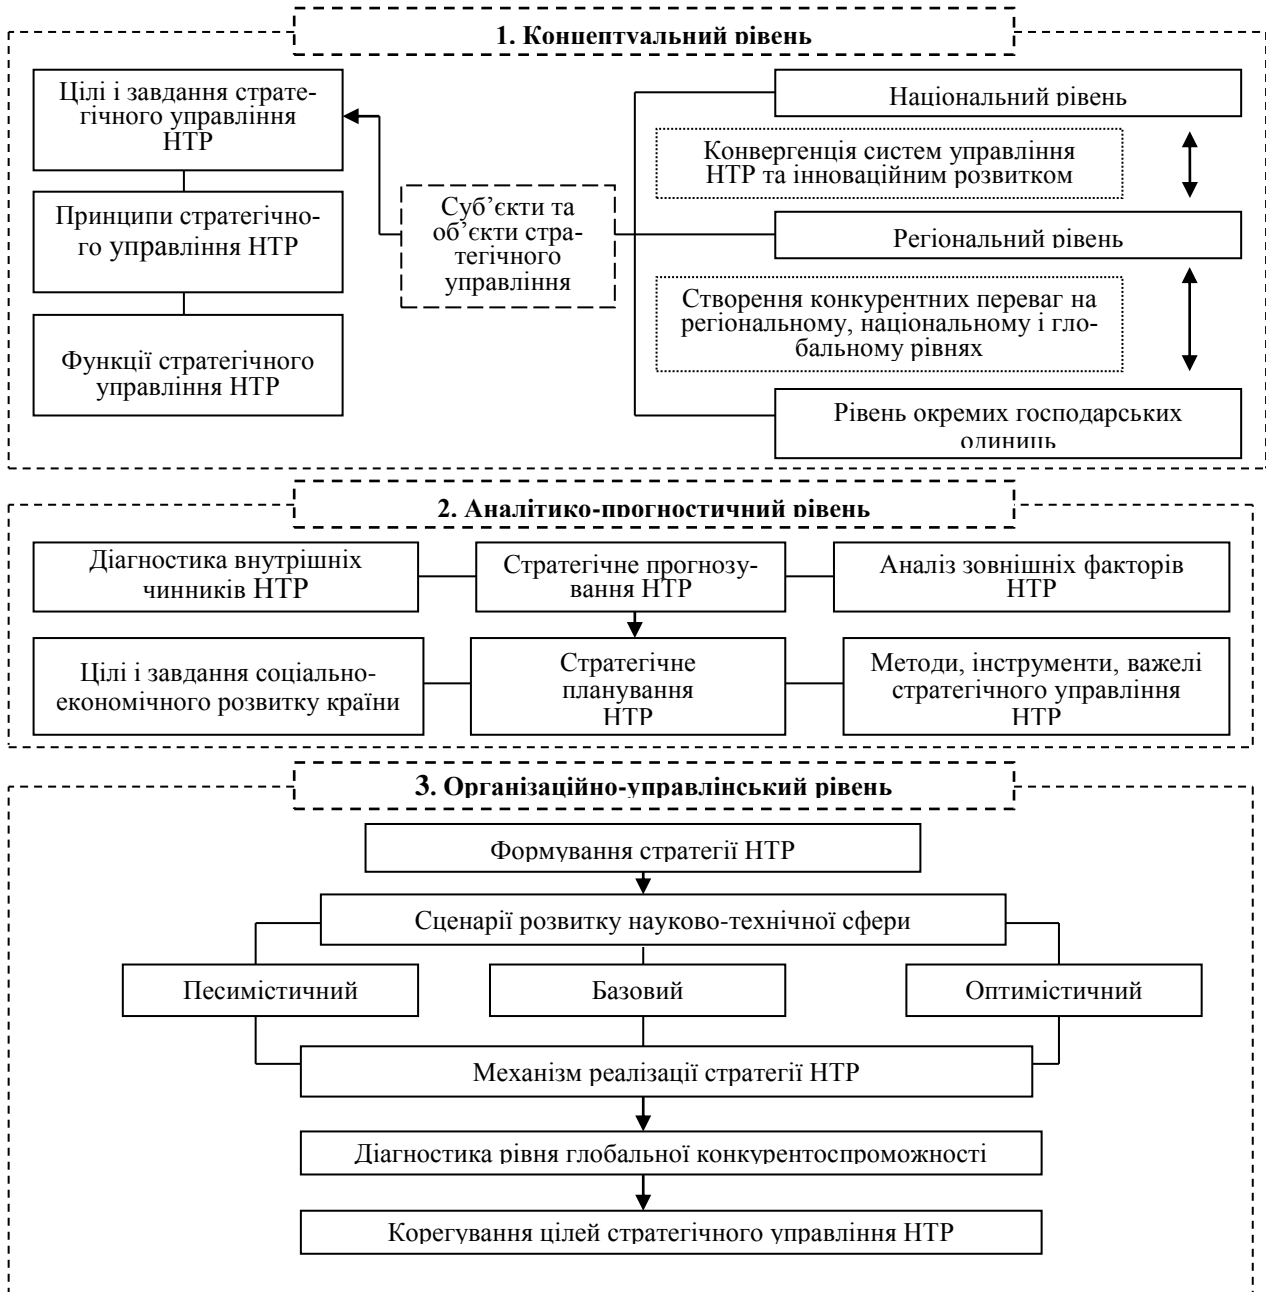 1. Концептуальний рівень
Цілі і завдання страте-
гічного управління
НТР
Принципи стратегічно-
го управління НТР
Функції стратегічного
управління НТР
Суб’єкти та
об’єкти стра-
тегічного
управління
Національний рівень
Конвергенція систем управління
НТР та інноваційним розвитком
Регіональний рівень
Створення конкурентних переваг на
регіональному, національному і гло-
бальному рівнях
Рівень окремих господарських
одиниць
2. Аналітико-прогностичний рівень
Діагностика внутрішніх
чинників НТР
Стратегічне прогнозу-
вання НТР
Аналіз зовнішніх факторів
НТР
Цілі і завдання соціально-
економічного розвитку країни
Стратегічне
планування
НТР
Методи, інструменти, важелі
стратегічного управління
НТР
3. Організаційно-управлінський рівень
Формування стратегії НТР
Сценарії розвитку науково-технічної сфери
Песимістичний
Базовий
Оптимістичний
Механізм реалізації стратегії НТР
Діагностика рівня глобальної конкурентоспроможності
Корегування цілей стратегічного управління НТР